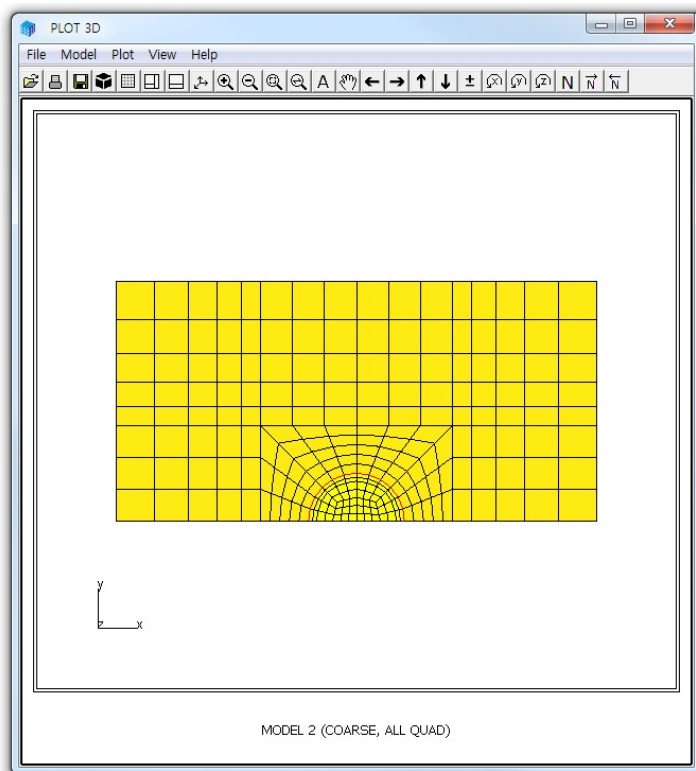 PLOT 3D
File Model Plot View Help
A ± x y z N N N
y
z x
MODEL 2 (COARSE, ALL QUAD)